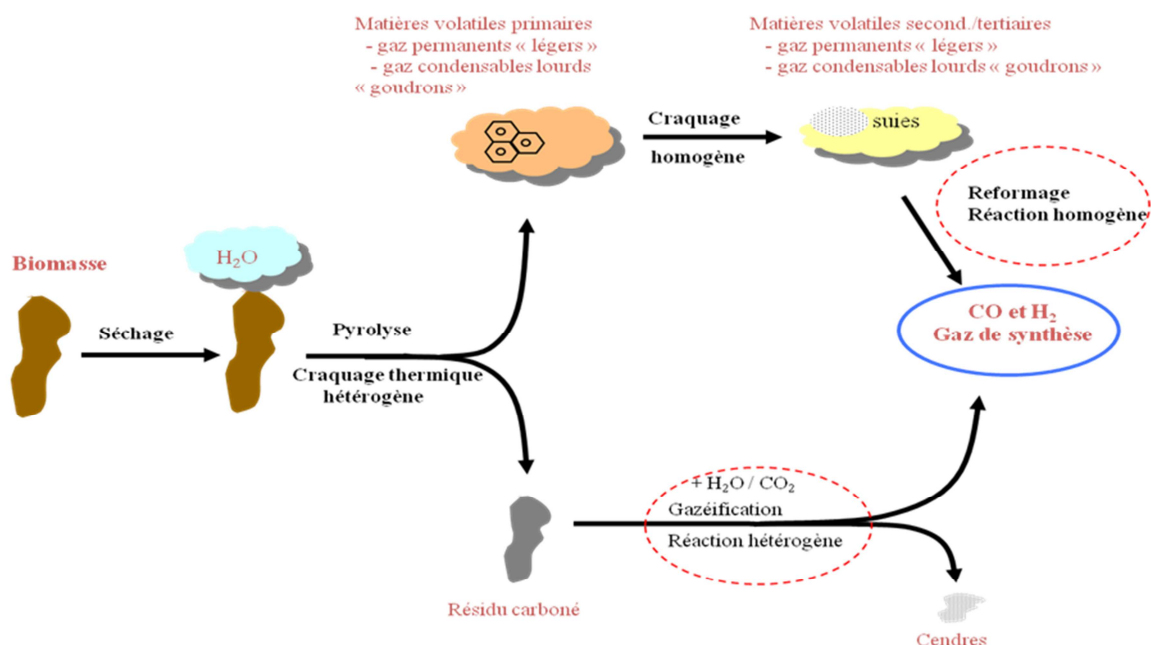 Matières volatiles primaires
- gaz permanents « légers »
- gaz condensables lourds
« goudrons »
Matières volatiles second./tertiaires
- gaz permanents « légers »
- gaz condensables lourds « goudrons »
Craquage
homogène
suies
Reformage
Réaction homogène
H₂O
Biomasse
Séchage
Pyrolyse
Craquage thermique
hétérogène
CO et H₂
Gaz de synthèse
+ H₂O / CO₂
Gazéification
Réaction hétérogène
Résidu carboné
Cendres